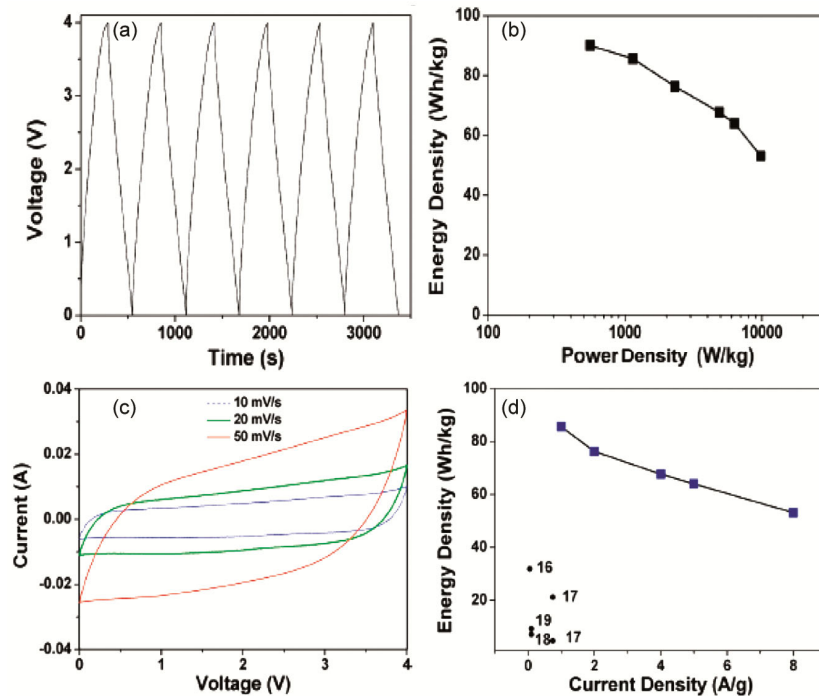 (a)
Voltage (V)
4
3
2
1
0
0 1000 2000 3000
Time (s)
(b)
Energy Density (Wh/kg)
100
80
60
40
20
0
100 1000 10000
Power Density (W/kg)
(c)
10 mV/s
20 mV/s
50 mV/s
Current (A)
0.04
0.02
0.00
-0.02
-0.04
0 1 2 3 4
Voltage (V)
(d)
Energy Density (Wh/kg)
100
80
60
40
20
16
17
19
18 17
0 2 4 6 8
Current Density (A/g)